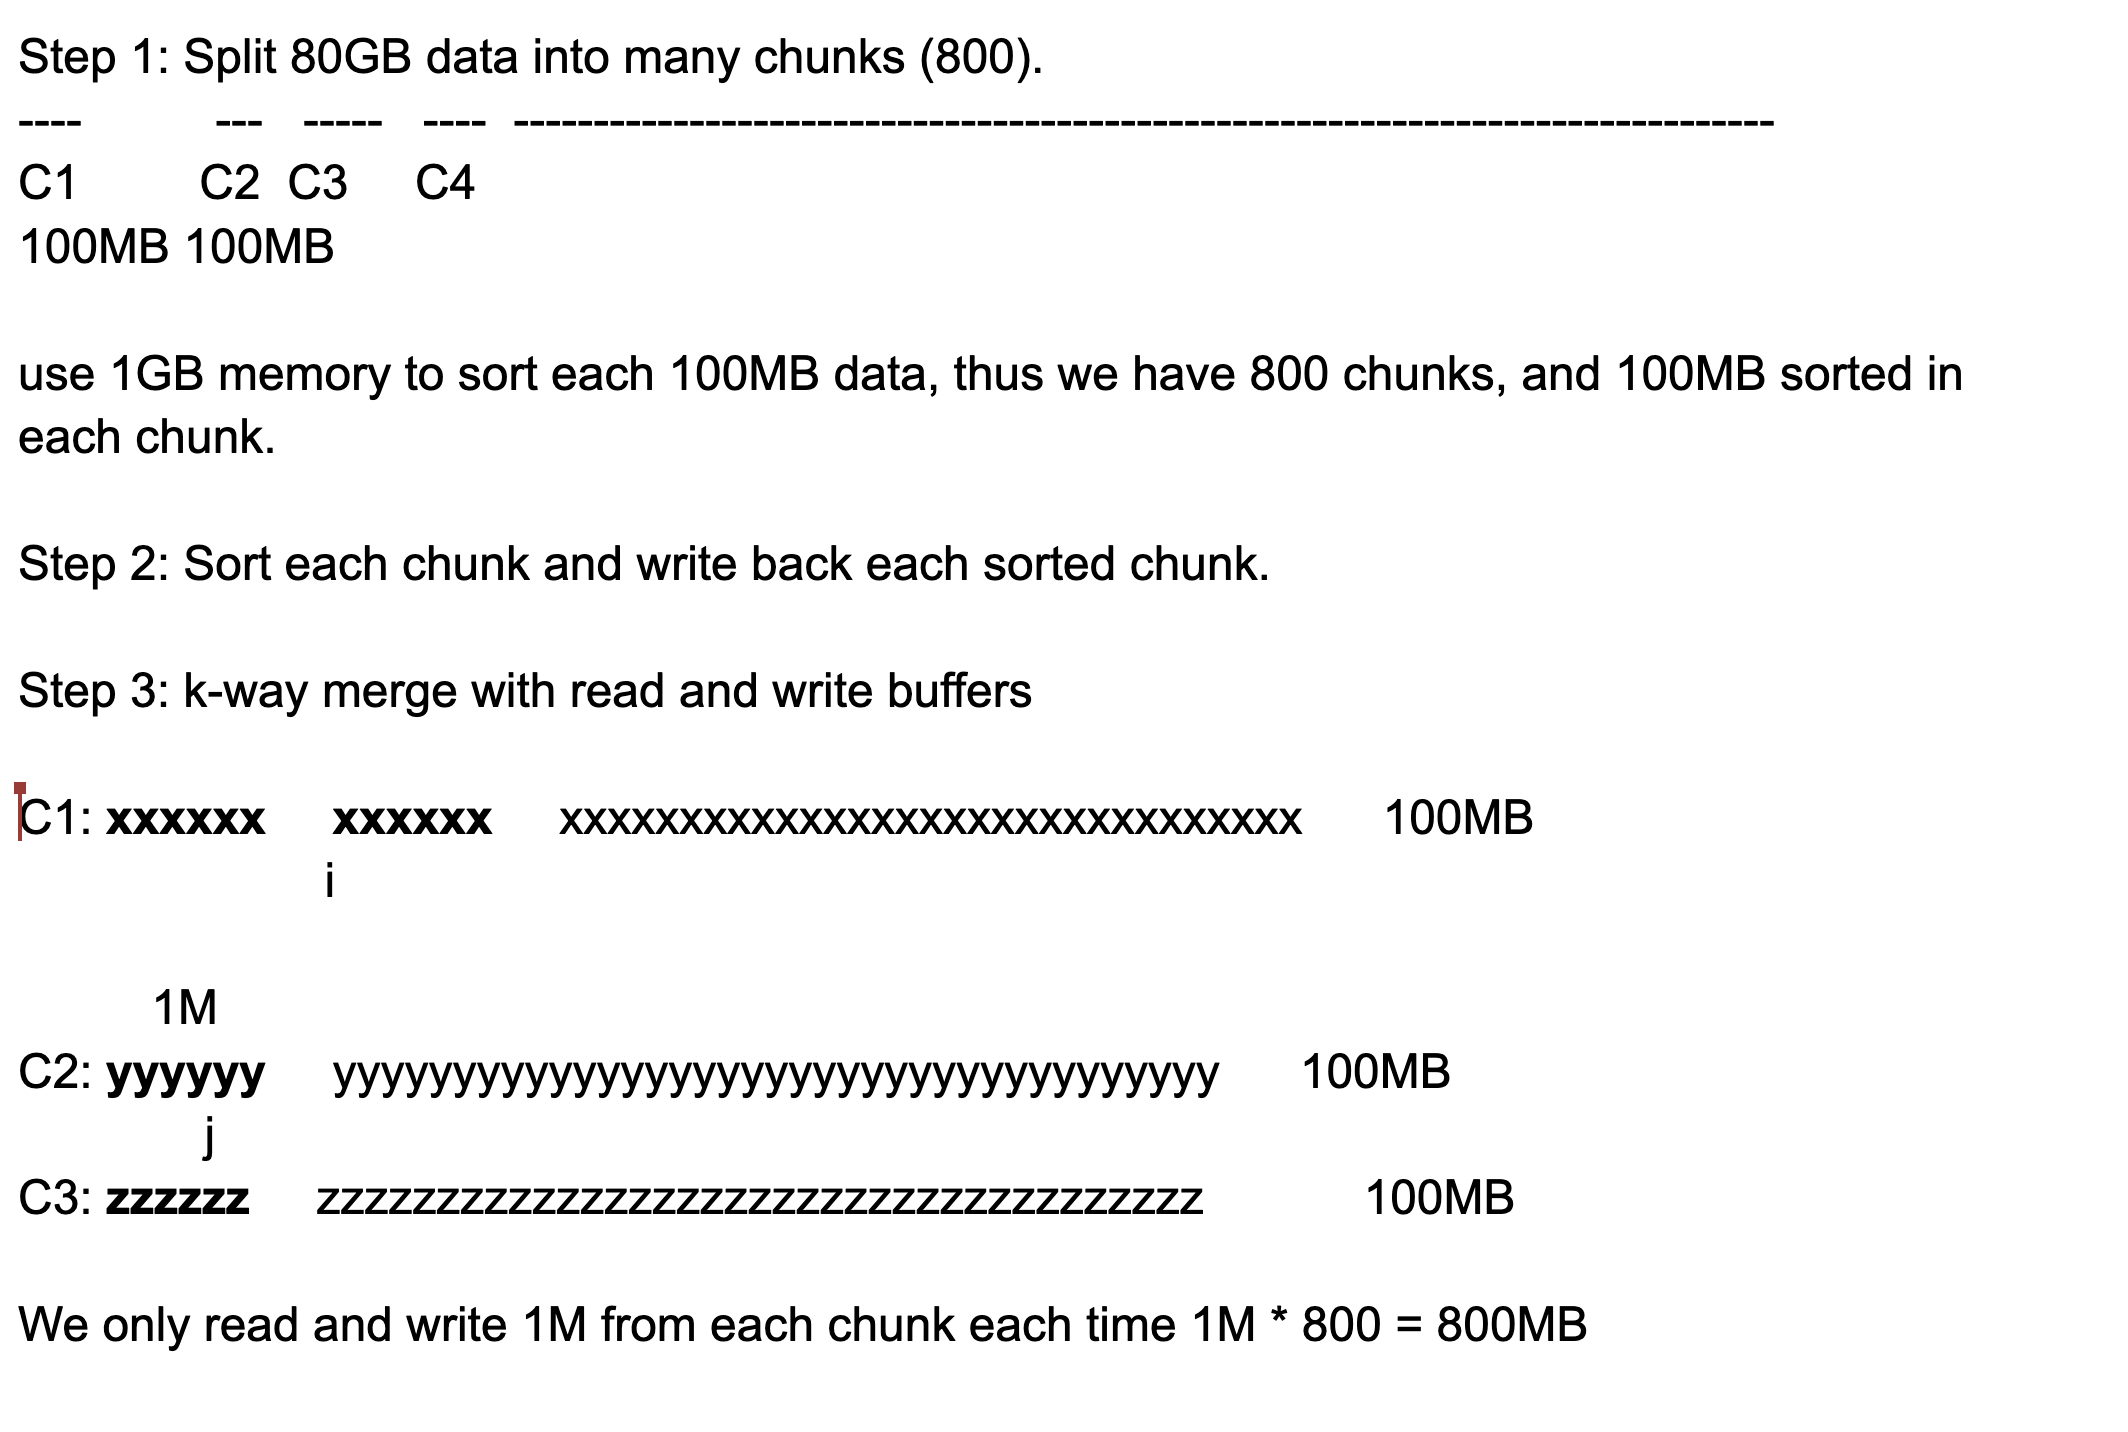 Step 1: Split 80GB data into many chunks (800).
---- --- ----- ---- -------------------------------------------------------------------------------
C1 C2 C3 C4
100MB 100MB
use 1GB memory to sort each 100MB data, thus we have 800 chunks, and 100MB sorted in
each chunk.
Step 2: Sort each chunk and write back each sorted chunk.
Step 3: k-way merge with read and write buffers
C1: xxxxxx xxxxxx xxxxxxxxxxxxxxxxxxxxxxxxxxxxxxx 100MB
i
1M
C2: yyyyyy yyyyyyyyyyyyyyyyyyyyyyyyyyyyyyyyyyyyy 100MB
j
C3: zzzzzz zzzzzzzzzzzzzzzzzzzzzzzzzzzzzzzzzzzzz 100MB
We only read and write 1M from each chunk each time 1M * 800 = 800MB